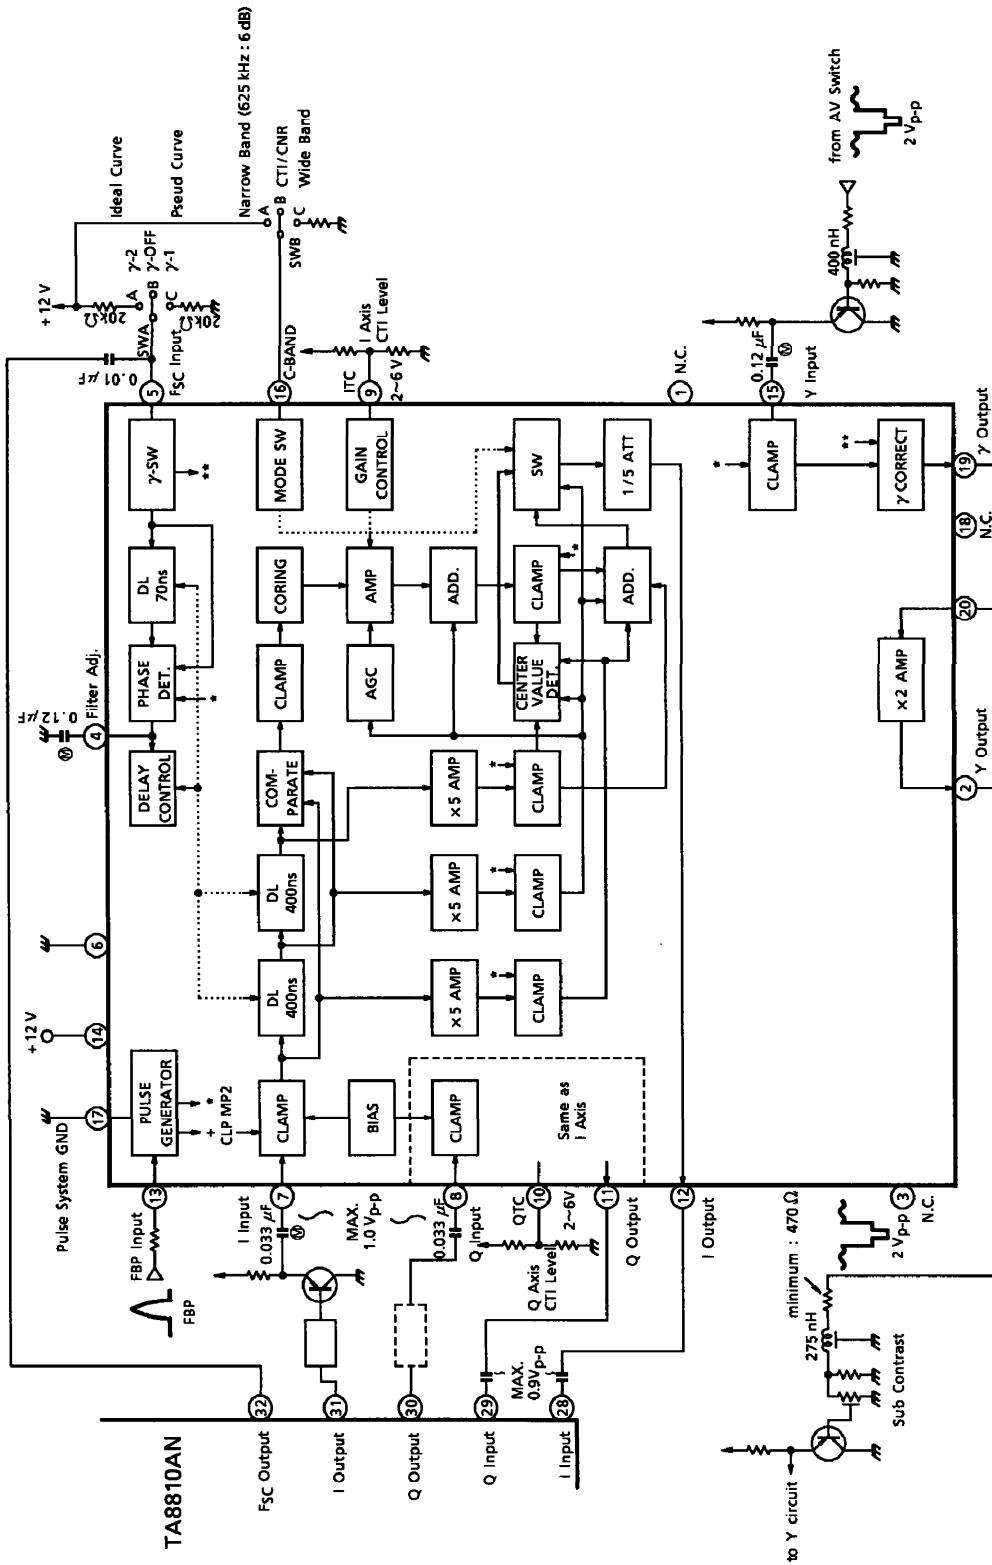 TA8810AN
FSC Output
32
I Output
31
Q Output
30
Q Input
29
I Input
28
MAX.
0.9Vp-p
FBP
FBP Input
13
Pulse System GND
17
+12 V
14
6
4
Filter Adj.
0.12 µF
M
5
FSC Input
0.01 µF
SWA
A
B
C
γ-2
γ-OFF
γ-1
20kΩ
20kΩ
+12 V
Ideal Curve
Pseud Curve
Narrow Band (625 kHz : 6 dB)
CTI/CNR
Wide Band
A
B
C
SWB
16
C-BAND
9
ITC
2~6 V
I Axis
CTI Level
1
N.C.
15
Y Input
0.12 µF
M
400 nH
from AV Switch
2 Vp-p
PULSE
GENERATOR
+
*
CLP MP2
DELAY
CONTROL
PHASE
DET.
*
DL
70ns
γ-SW
**
7
I Input
0.033 µF
M
MAX.
1.0 Vp-p
8
Q Input
0.033 µF
10
QTC
2~6V
Q Axis
CTI Level
11
Q Output
12
I Output
3
N.C.
CLAMP
BIAS
CLAMP
Same as
I Axis
DL
400ns
DL
400ns
COM-
PARATE
CLAMP
CORING
MODE SW
AGC
AMP
GAIN
CONTROL
ADD.
x5 AMP
x5 AMP
x5 AMP
*
CLAMP
*
CLAMP
*
CLAMP
CENTER
VALUE
DET.
CLAMP
*
SW
ADD.
1/5 ATT
*
CLAMP
**
γ CORRECT
x2 AMP
2
Y Output
20
18
N.C.
19
γ Output
minimum : 470 Ω
2 Vp-p
275 nH
Sub Contrast
to Y circuit